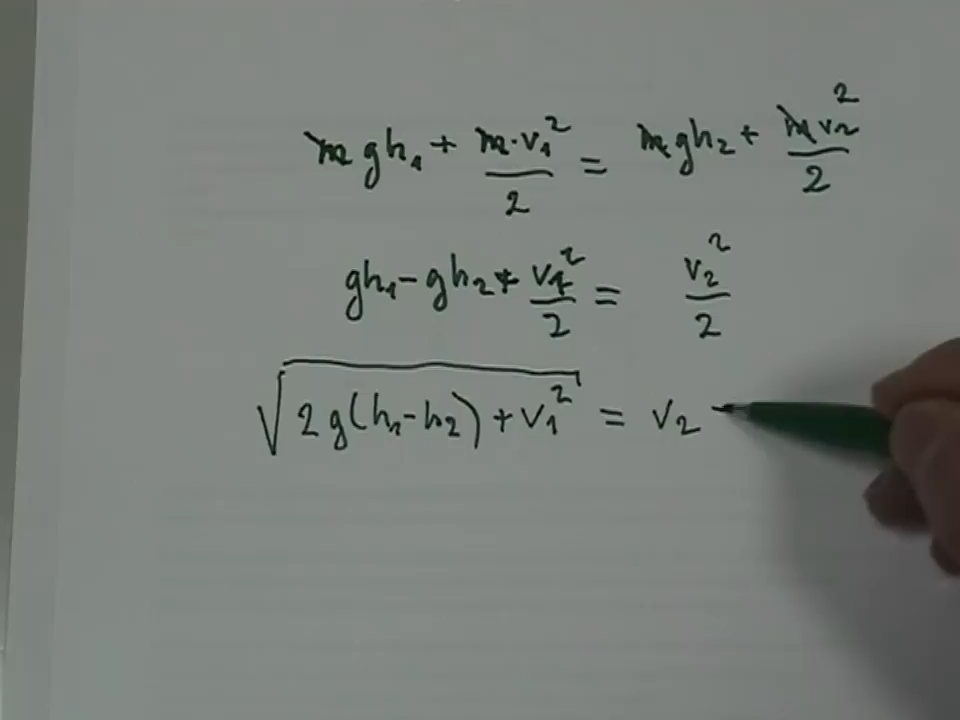 mgh₁ + m·v₁²/2 = mgh₂ + mv₂²/2
gh₁ - gh₂ + v₁²/2 = v₂²/2
√(2g(h₁-h₂) + v₁²) = v₂